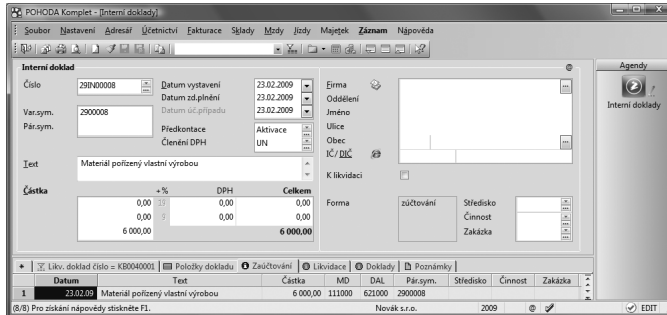 POHODA Komplet - [Interní doklady]
Soubor Nastavení Adresář Účetnictví Fakturace Sklady Mzdy Jízdy Majetek Záznam Nápověda
Interní doklad @
Číslo 29IN00008 Datum vystavení 23.02.2009
Datum zd.plnění 23.02.2009
Var.sym. 2900008 Datum úč.případu 23.02.2009
Pár.sym. Předkontace Aktivace
Členění DPH UN
Text Materiál pořízený vlastní výrobou
Částka +% DPH Celkem
0,00 19 0,00 0,00
0,00 9 0,00 0,00
6 000,00 6 000,00
Firma
Oddělení
Jméno
Ulice
Obec
IČ/DIČ
K likvidaci
Forma zúčtování Středisko
Činnost
Zakázka
Agendy
Interní doklady
Likv. doklad číslo = KB0040001 Položky dokladu Zaúčtování Likvidace Doklady Poznámky
Datum Text Částka MD DAL Pár.sym. Středisko Činnost Zakázka
1 23.02.09 Materiál pořízený vlastní výrobou 6 000,00 111000 621000 2900008
(8/8) Pro získání nápovědy stiskněte F1. Novák s.r.o. 2009 @ EDIT